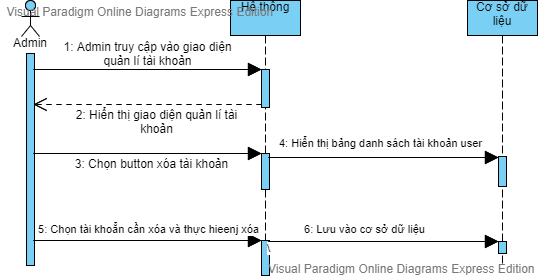 Visual Paradigm Online Diagrams Express Edition
Hệ thống
Cơ sở dữ
liệu
Admin
1: Admin truy cập vào giao diện
quản lí tài khoản
2: Hiển thị giao diện quản lí tài
khoản
4: Hiển thị bảng danh sách tài khoản user
3: Chọn button xóa tài khoản
5: Chọn tài khoẳn cần xóa và thực hieenj xóa
6: Lưu vào cơ sở dữ liệu
Visual Paradigm Online Diagrams Express Edition